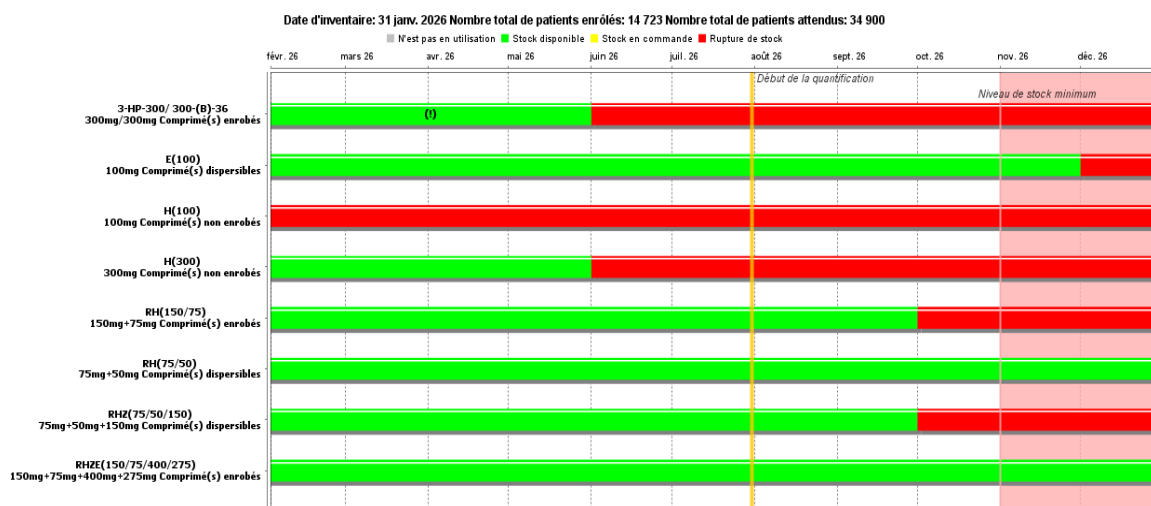 Date d'inventaire: 31 janv. 2026 Nombre total de patients enrôlés: 14 723 Nombre total de patients attendus: 34 900
N'est pas en utilisation Stock disponible Stock en commande Rupture de stock
févr. 26 mars 26 avr. 26 mai 26 juin 26 juil. 26 août 26 sept. 26 oct. 26 nov. 26 déc. 26
Début de la quantification
Niveau de stock minimum
3-HP-300/ 300-(B)-36
300mg/300mg Comprimé(s) enrobés
(!)
E(100)
100mg Comprimé(s) dispersibles
H(100)
100mg Comprimé(s) non enrobés
H(300)
300mg Comprimé(s) non enrobés
RH(150/75)
150mg+75mg Comprimé(s) enrobés
RH(75/50)
75mg+50mg Comprimé(s) dispersibles
RHZ(75/50/150)
75mg+50mg+150mg Comprimé(s) dispersibles
RHZE(150/75/400/275)
150mg+75mg+400mg+275mg Comprimé(s) enrobés